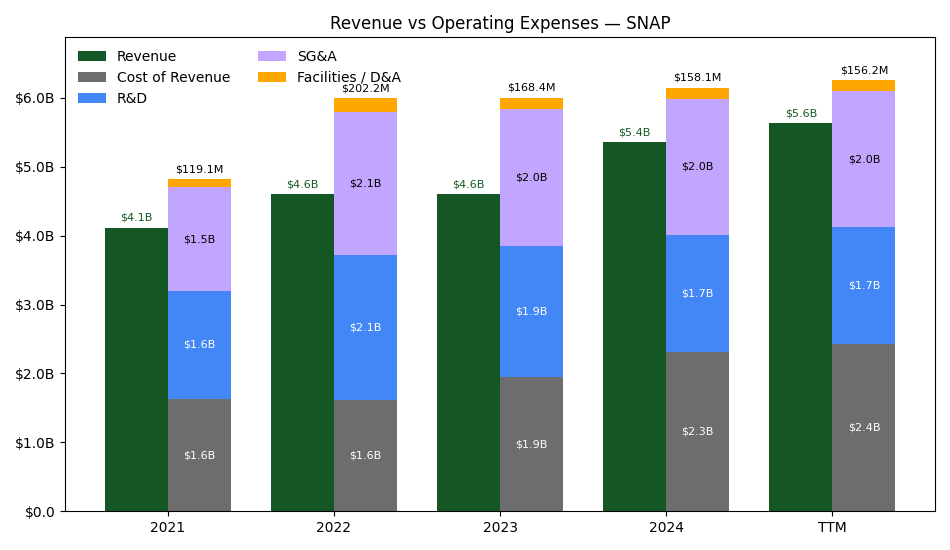 Revenue vs Operating Expenses — SNAP
Revenue
Cost of Revenue
R&D
SG&A
Facilities / D&A
$6.0B
$5.0B
$4.0B
$3.0B
$2.0B
$1.0B
$0.0
$4.1B
$119.1M
$1.5B
$1.6B
$1.6B
$4.6B
$202.2M
$2.1B
$2.1B
$1.6B
$4.6B
$168.4M
$2.0B
$1.9B
$1.9B
$5.4B
$158.1M
$2.0B
$1.7B
$2.3B
$5.6B
$156.2M
$2.0B
$1.7B
$2.4B
2021
2022
2023
2024
TTM